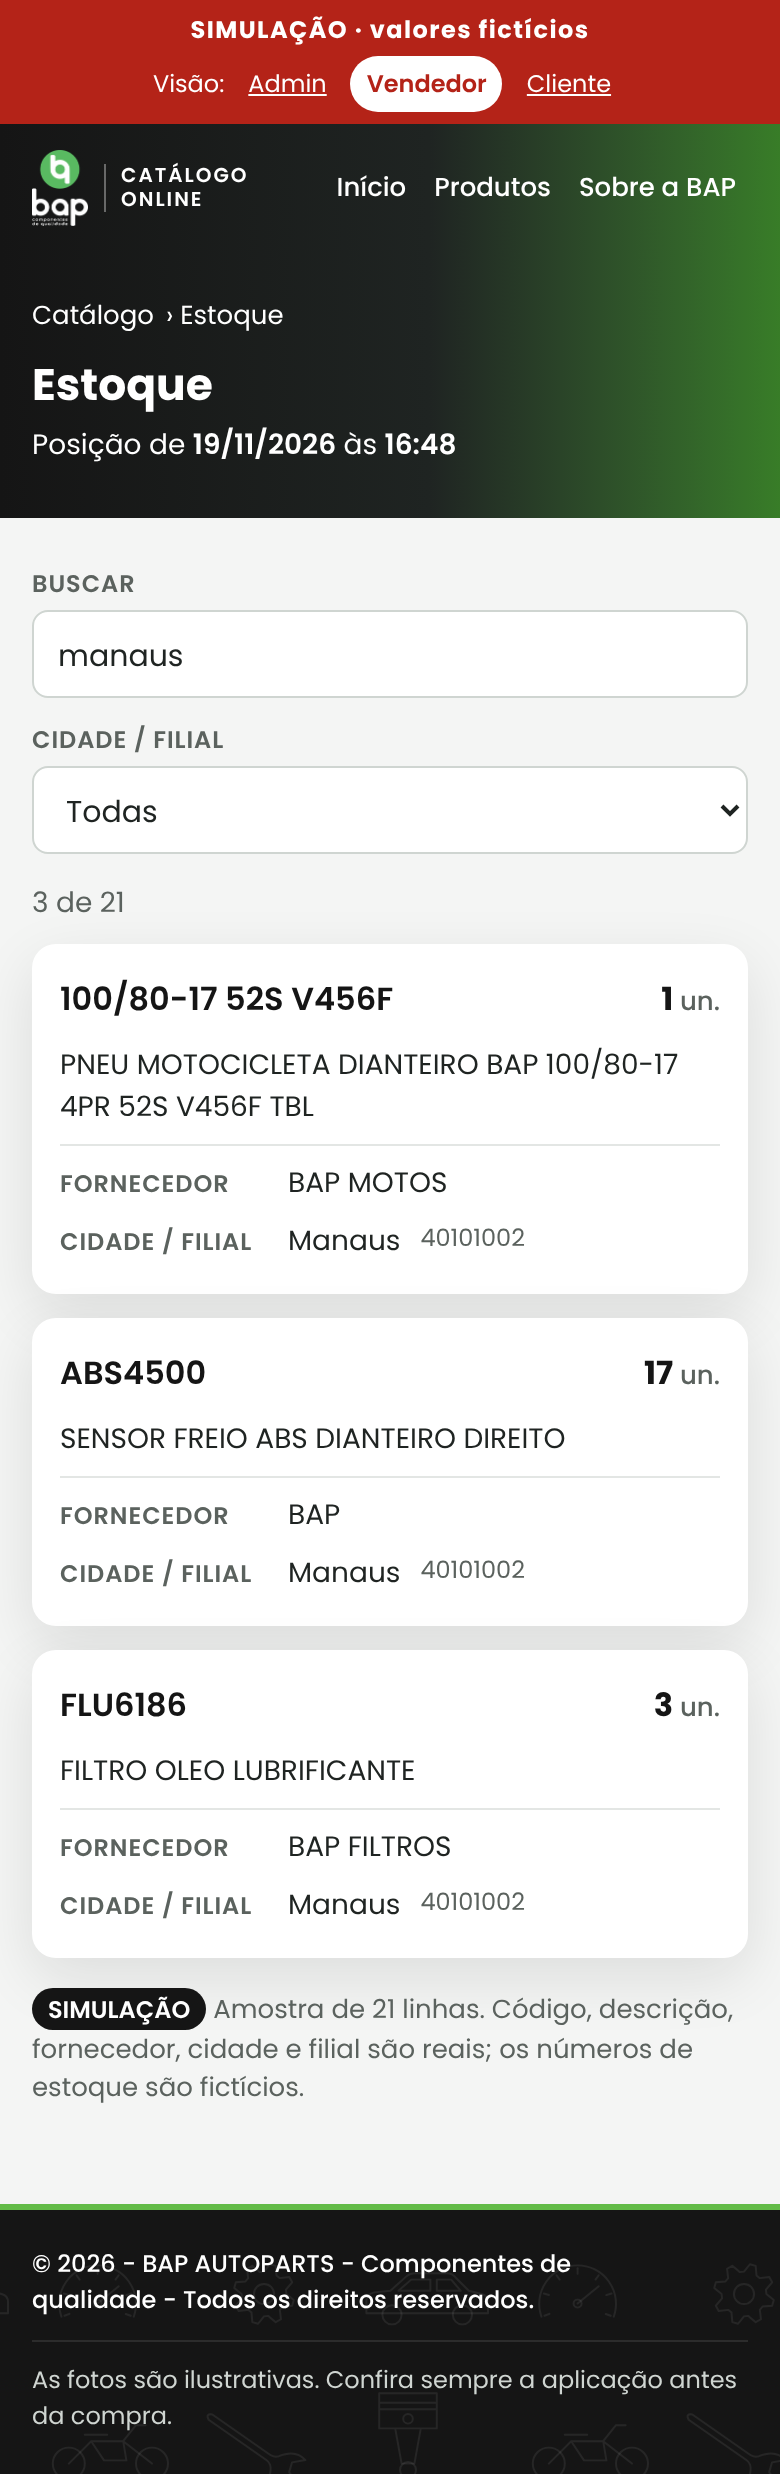 SIMULAÇÃO · valores fictícios
Visão: Admin Vendedor Cliente
bap
componentes de qualidade
CATÁLOGO
ONLINE
Início Produtos Sobre a BAP
Catálogo › Estoque
Estoque
Posição de 19/11/2026 às 16:48
BUSCAR
manaus
CIDADE / FILIAL
Todas
3 de 21
100/80-17 52S V456F 1 un.
PNEU MOTOCICLETA DIANTEIRO BAP 100/80-17
4PR 52S V456F TBL
FORNECEDOR BAP MOTOS
CIDADE / FILIAL Manaus 40101002
ABS4500 17 un.
SENSOR FREIO ABS DIANTEIRO DIREITO
FORNECEDOR BAP
CIDADE / FILIAL Manaus 40101002
FLU6186 3 un.
FILTRO OLEO LUBRIFICANTE
FORNECEDOR BAP FILTROS
CIDADE / FILIAL Manaus 40101002
SIMULAÇÃO Amostra de 21 linhas. Código, descrição,
fornecedor, cidade e filial são reais; os números de
estoque são fictícios.
© 2026 - BAP AUTOPARTS - Componentes de
qualidade - Todos os direitos reservados.
As fotos são ilustrativas. Confira sempre a aplicação antes
da compra.